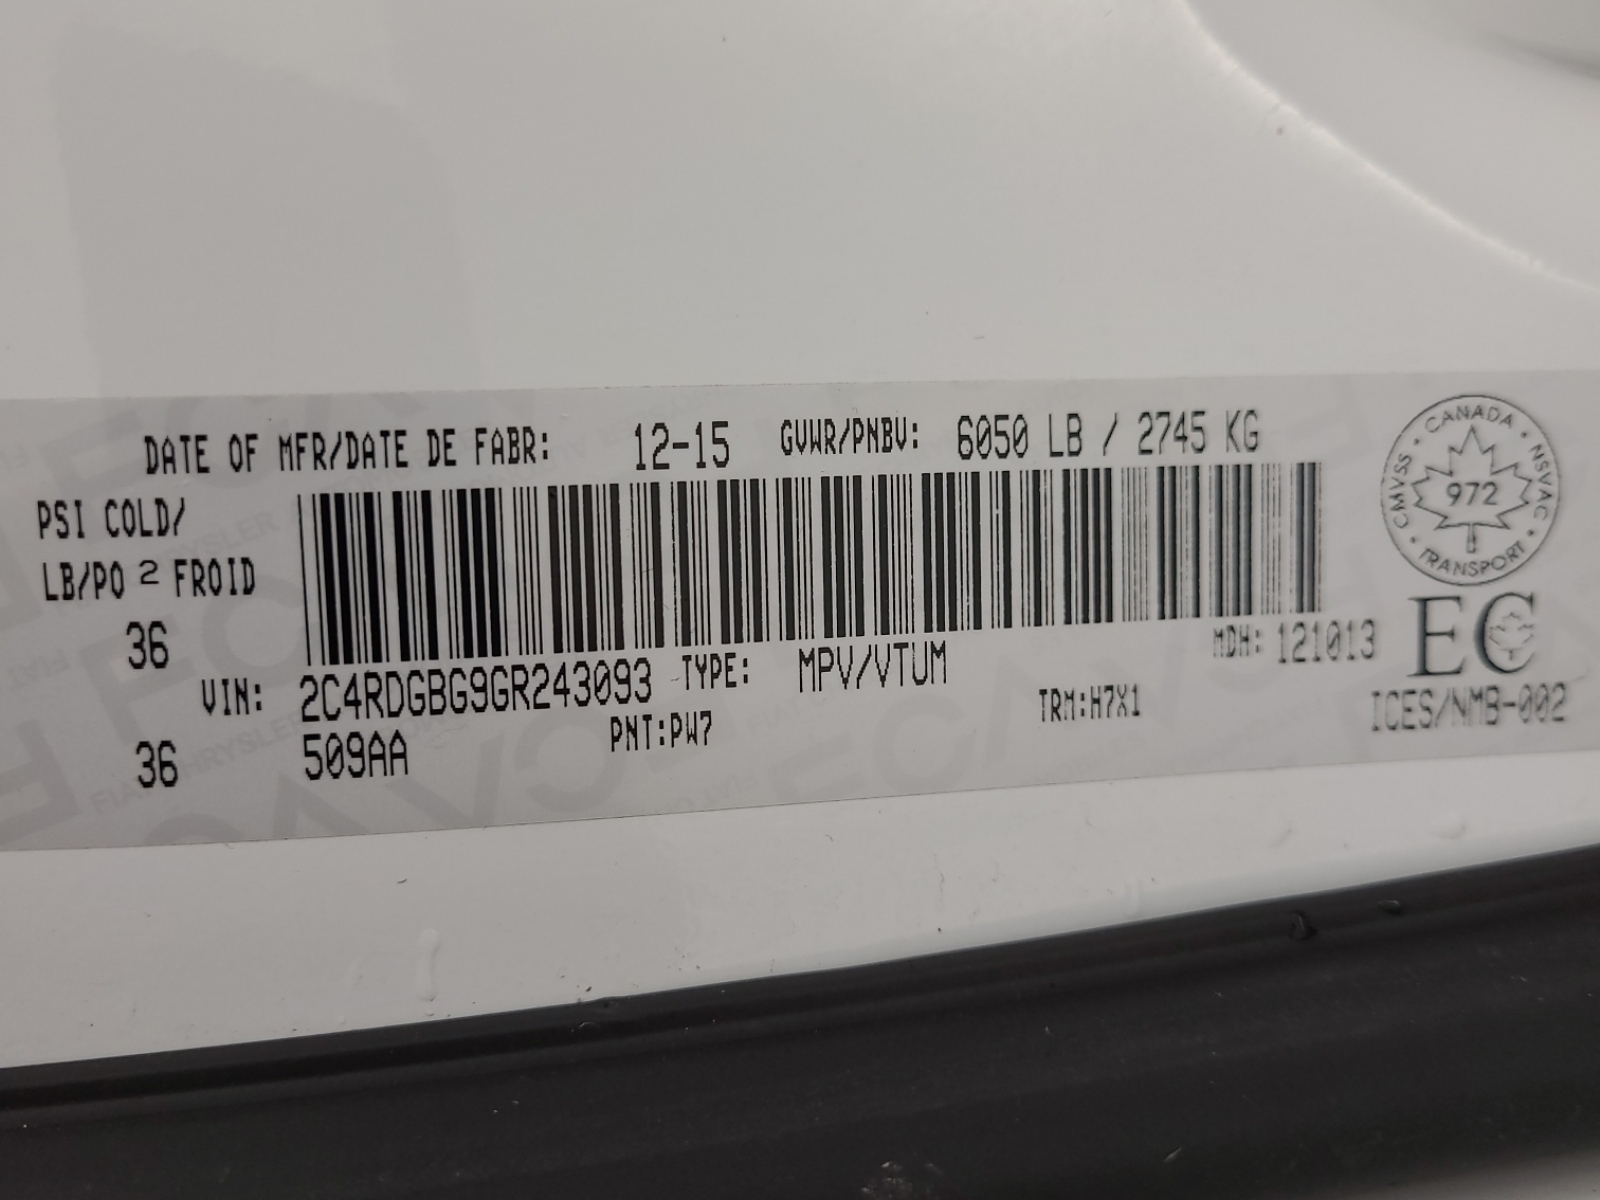 DATE OF MFR/DATE DE FABR: 12-15 GVWR/PNBV: 6050 LB / 2745 KG
PSI COLD/
LB/PO 2 FROID
36
VIN: 2C4RDGBG9GR243093 TYPE: MPV/VTUM MDH: 121013
36 509AA PNT:PW7 TRM:H7X1
CANADA
CMVSS 972 NSVAC
TRANSPORT
EC
ICES/NMB-002